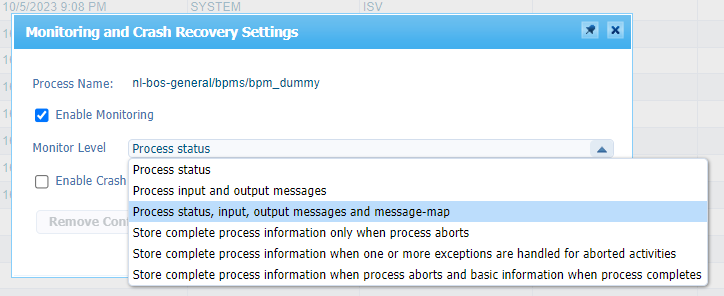 10/5/2023 9:08 PM SYSTEM ISV
Monitoring and Crash Recovery Settings
Process Name: nl-bos-general/bpms/bpm_dummy
Enable Monitoring
Monitor Level Process status
Process status
Enable Crash
Process input and output messages
Process status, input, output messages and message-map
Remove Con
Store complete process information only when process aborts
Store complete process information when one or more exceptions are handled for aborted activities
Store complete process information when process aborts and basic information when process completes